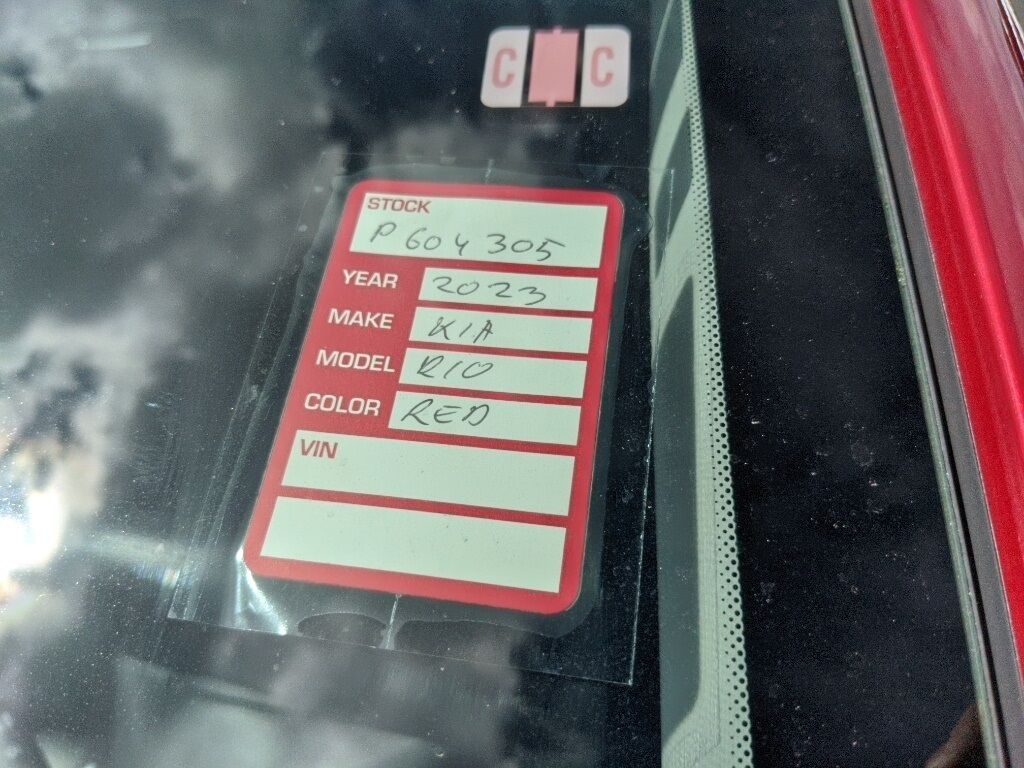 C C
STOCK
P604305
YEAR 2023
MAKE KIA
MODEL RIO
COLOR RED
VIN